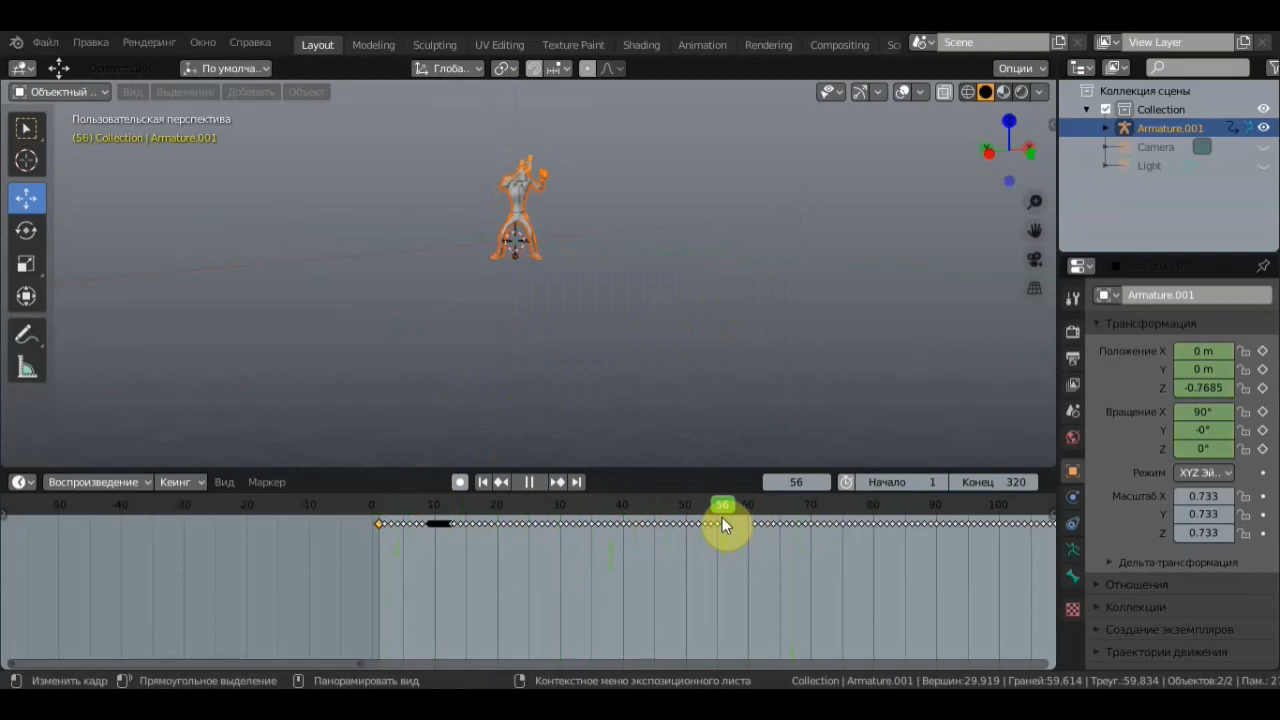 Файл Правка Рендеринг Окно Справка Layout Modeling Sculpting UV Editing Texture Paint Shading Animation Rendering Compositing Sc Scene View Layer
Ориентация: По умолча.. Глоба.. Опции
Объектный .. Вид Выделение Добавить Объект
Пользовательская перспектива
(56) Collection | Armature.001
Коллекция сцены
Collection
Armature.001
Camera
Light
Armature.001
Трансформация
Положение X 0 m
Y 0 m
Z -0.7685
Вращение X 90°
Y -0°
Z 0°
Режим XYZ Эй..
Масштаб X 0.733
Y 0.733
Z 0.733
Дельта-трансформация
Отношения
Коллекции
Создание экземпляров
Траектории движения
Воспроизведение Кеинг Вид Маркер 56 Начало 1 Конец 320
-50 -40 -30 -20 -10 0 10 20 30 40 50 56 60 70 80 90 100
Изменить кадр Прямоугольное выделение Панорамировать вид Контекстное меню экспозиционного листа Collection | Armature.001 | Вершин:29,919 | Граней:59,614 | Треуг.:59,834 | Объектов:2/2 | Пам.: 27